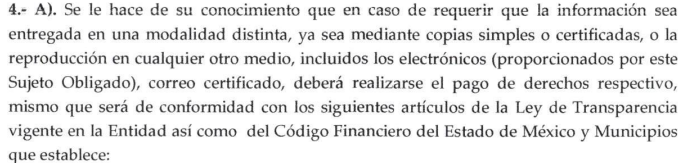 4.- A). Se le hace de su conocimiento que en caso de requerir que la información sea
entregada en una modalidad distinta, ya sea mediante copias simples o certificadas, o la
reproducción en cualquier otro medio, incluidos los electrónicos (proporcionados por este
Sujeto Obligado), correo certificado, deberá realizarse el pago de derechos respectivo,
mismo que será de conformidad con los siguientes artículos de la Ley de Transparencia
vigente en la Entidad así como del Código Financiero del Estado de México y Municipios
que establece: